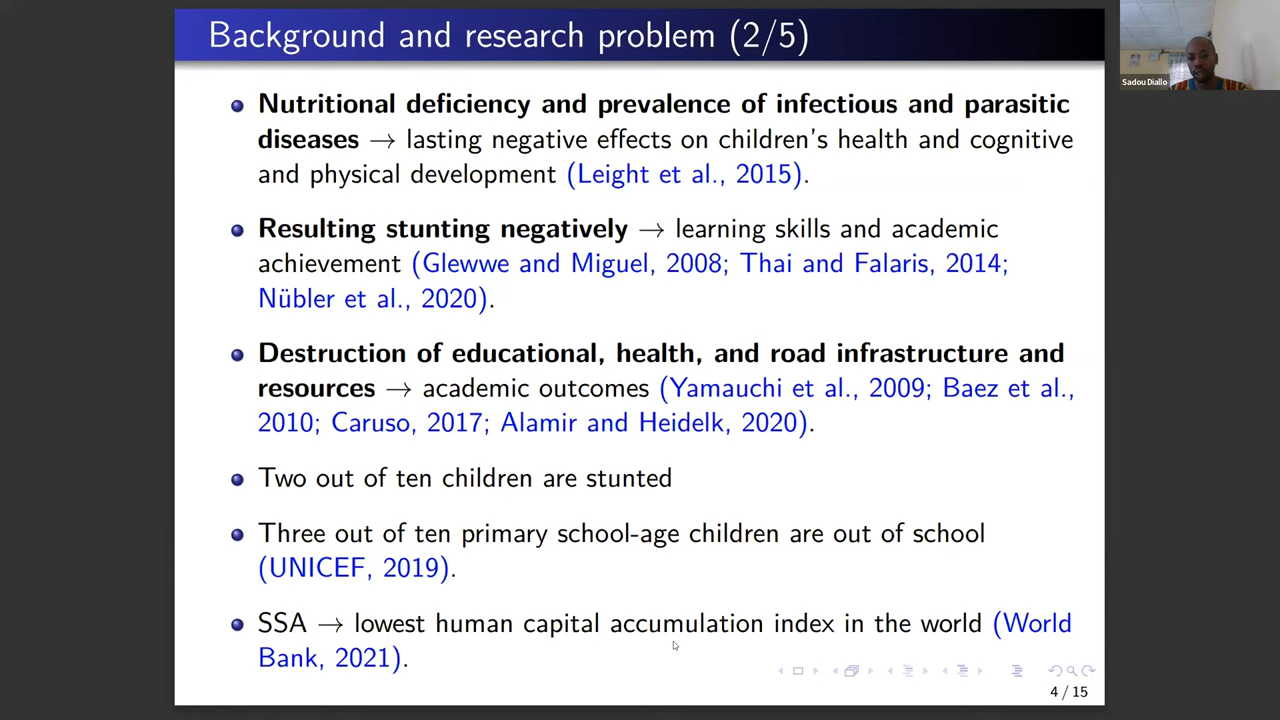 Background and research problem (2/5)
Nutritional deficiency and prevalence of infectious and parasitic
diseases → lasting negative effects on children's health and cognitive
and physical development (Leight et al., 2015).
Resulting stunting negatively → learning skills and academic
achievement (Glewwe and Miguel, 2008; Thai and Falaris, 2014;
Nübler et al., 2020).
Destruction of educational, health, and road infrastructure and
resources → academic outcomes (Yamauchi et al., 2009; Baez et al.,
2010; Caruso, 2017; Alamir and Heidelk, 2020).
Two out of ten children are stunted
Three out of ten primary school-age children are out of school
(UNICEF, 2019).
SSA → lowest human capital accumulation index in the world (World
Bank, 2021).
4 / 15
Sadou Diallo